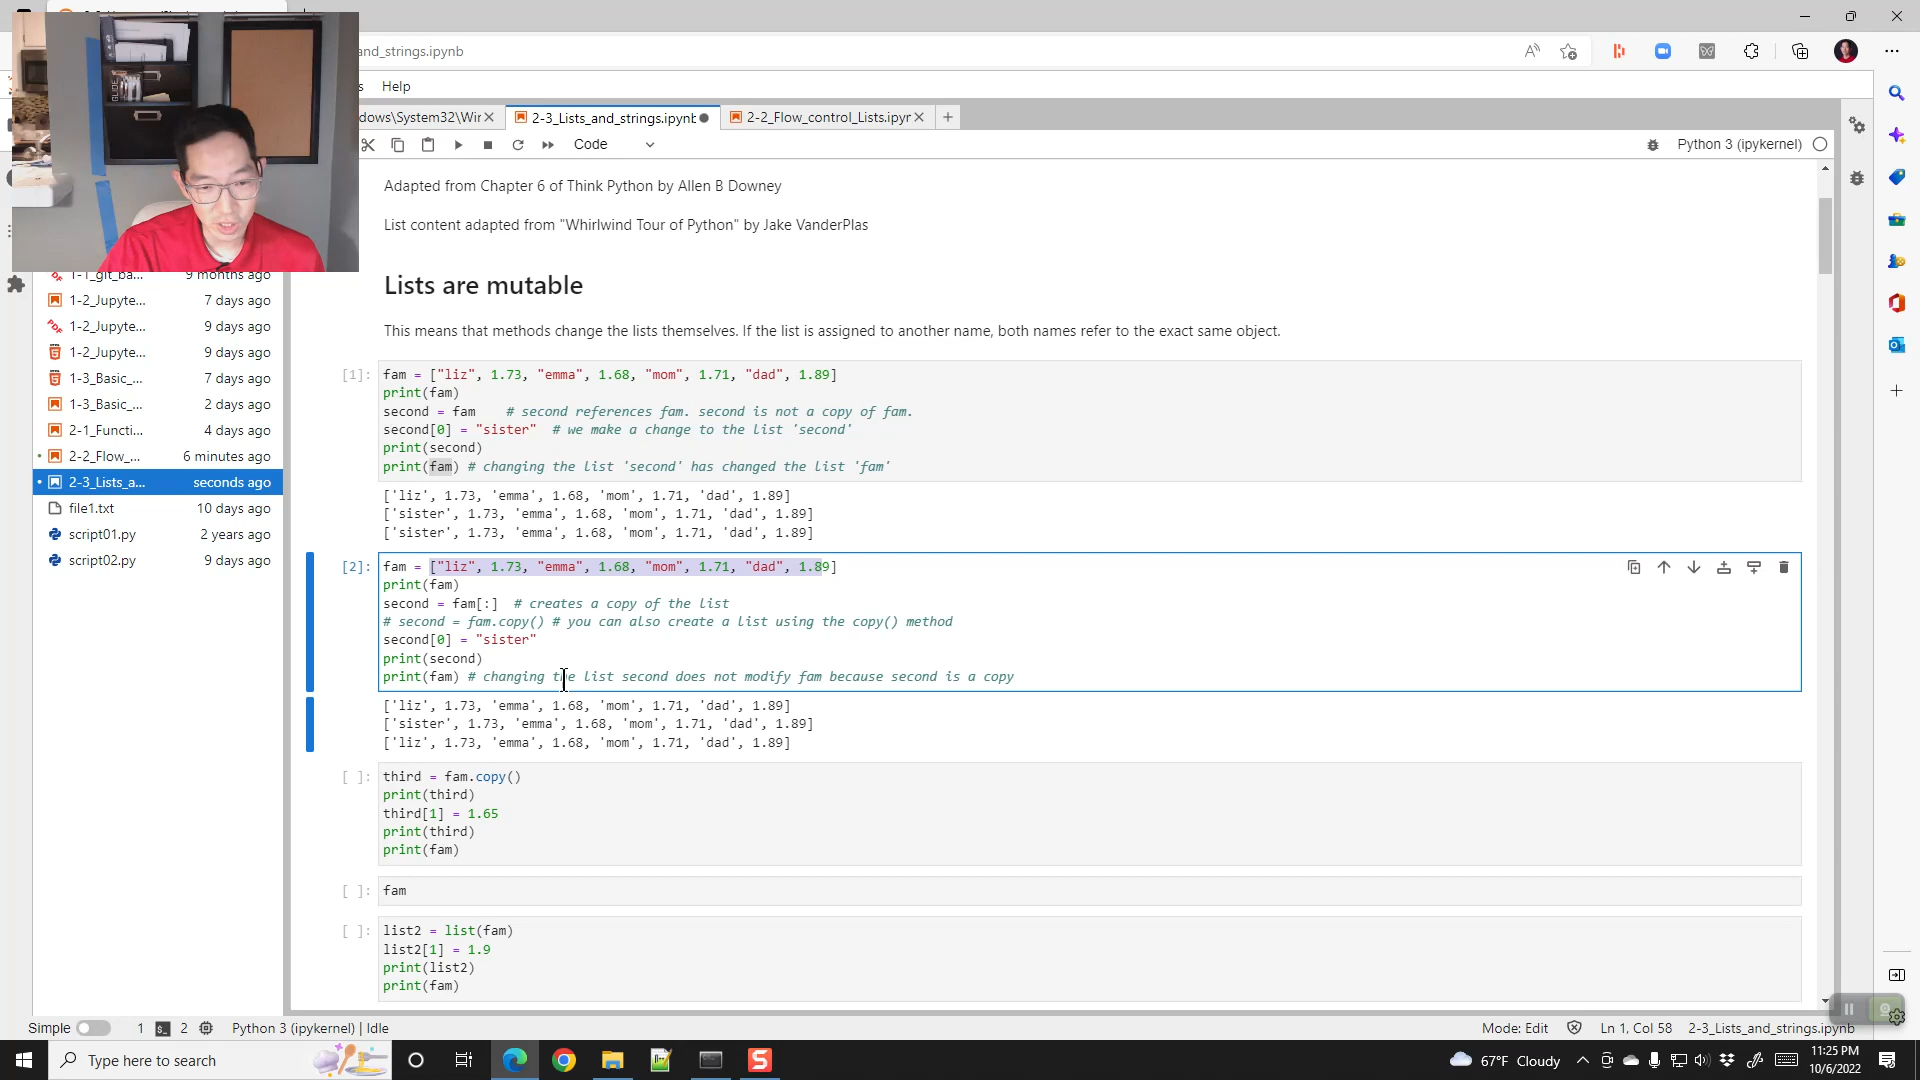 and_strings.ipynb
Help
dows\System32\Wir
2-3_Lists_and_strings.ipynb
2-2_Flow_control_Lists.ipyr
Code
Python 3 (ipykernel)
1-1_git_ba... 9 months ago
1-2_Jupyte... 7 days ago
1-2_Jupyte... 9 days ago
1-2_Jupyte... 9 days ago
1-3_Basic_... 7 days ago
1-3_Basic_... 2 days ago
2-1_Functi... 4 days ago
2-2_Flow_... 6 minutes ago
2-3_Lists_a... seconds ago
file1.txt 10 days ago
script01.py 2 years ago
script02.py 9 days ago
Adapted from Chapter 6 of Think Python by Allen B Downey
List content adapted from "Whirlwind Tour of Python" by Jake VanderPlas
Lists are mutable
This means that methods change the lists themselves. If the list is assigned to another name, both names refer to the exact same object.
[1]: fam = ["liz", 1.73, "emma", 1.68, "mom", 1.71, "dad", 1.89]
print(fam)
second = fam    # second references fam. second is not a copy of fam.
second[0] = "sister"  # we make a change to the list 'second'
print(second)
print(fam) # changing the list 'second' has changed the list 'fam'
['liz', 1.73, 'emma', 1.68, 'mom', 1.71, 'dad', 1.89]
['sister', 1.73, 'emma', 1.68, 'mom', 1.71, 'dad', 1.89]
['sister', 1.73, 'emma', 1.68, 'mom', 1.71, 'dad', 1.89]
[2]: fam = ["liz", 1.73, "emma", 1.68, "mom", 1.71, "dad", 1.89]
print(fam)
second = fam[:]  # creates a copy of the list
# second = fam.copy() # you can also create a list using the copy() method
second[0] = "sister"
print(second)
print(fam) # changing the list second does not modify fam because second is a copy
['liz', 1.73, 'emma', 1.68, 'mom', 1.71, 'dad', 1.89]
['sister', 1.73, 'emma', 1.68, 'mom', 1.71, 'dad', 1.89]
['liz', 1.73, 'emma', 1.68, 'mom', 1.71, 'dad', 1.89]
[ ]: third = fam.copy()
print(third)
third[1] = 1.65
print(third)
print(fam)
[ ]: fam
[ ]: list2 = list(fam)
list2[1] = 1.9
print(list2)
print(fam)
Simple 1 2 Python 3 (ipykernel) | Idle
Mode: Edit Ln 1, Col 58 2-3_Lists_and_strings.ipynb
Type here to search
67°F Cloudy
11:25 PM
10/6/2022